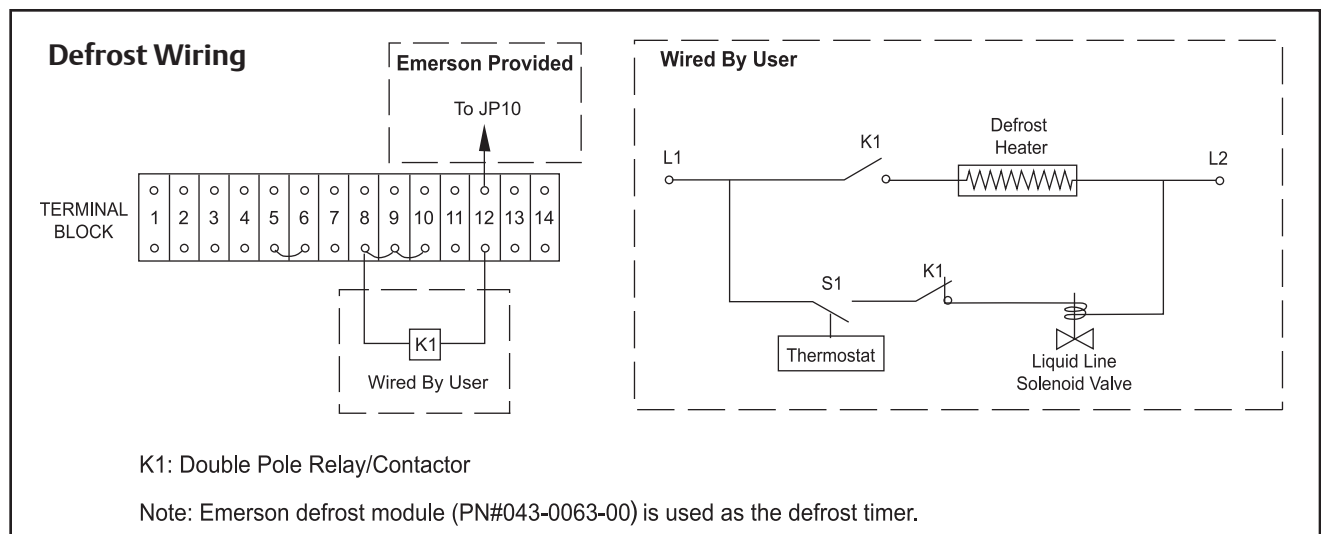 Defrost Wiring
Emerson Provided
To JP10
TERMINAL
BLOCK
1 2 3 4 5 6 7 8 9 10 11 12 13 14
K1
Wired By User
Wired By User
L1
K1
Defrost
Heater
L2
S1
K1
Thermostat
Liquid Line
Solenoid Valve
K1: Double Pole Relay/Contactor
Note: Emerson defrost module (PN#043-0063-00) is used as the defrost timer.